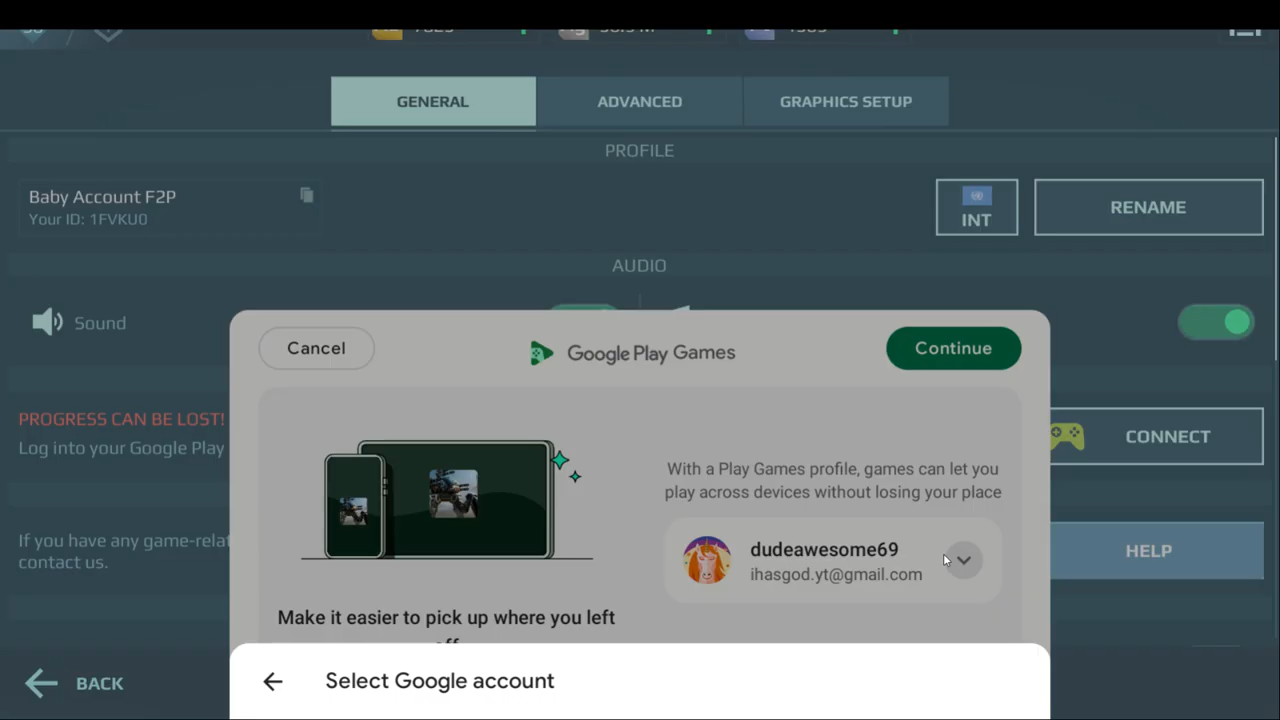 GENERAL
ADVANCED
GRAPHICS SETUP
PROFILE
Baby Account F2P
Your ID: 1FVKU0
INT
RENAME
AUDIO
Sound
Cancel
Google Play Games
Continue
PROGRESS CAN BE LOST!
Log into your Google Play
CONNECT
With a Play Games profile, games can let you
play across devices without losing your place
If you have any game-rela
contact us.
dudeawesome69
ihasgod.yt@gmail.com
HELP
Make it easier to pick up where you left
off
BACK
Select Google account